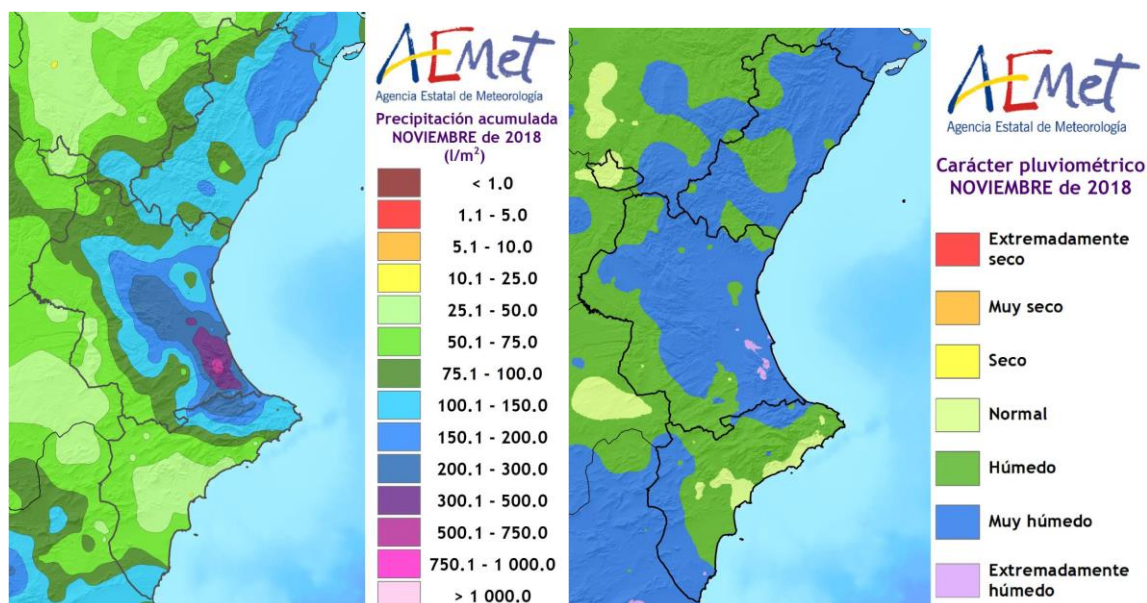 AEMet
Agencia Estatal de Meteorología
Precipitación acumulada
NOVIEMBRE de 2018
(l/m²)
< 1.0
1.1 - 5.0
5.1 - 10.0
10.1 - 25.0
25.1 - 50.0
50.1 - 75.0
75.1 - 100.0
100.1 - 150.0
150.1 - 200.0
200.1 - 300.0
300.1 - 500.0
500.1 - 750.0
750.1 - 1 000.0
> 1 000.0
AEMet
Agencia Estatal de Meteorología
Carácter pluviométrico
NOVIEMBRE de 2018
Extremadamente
seco
Muy seco
Seco
Normal
Húmedo
Muy húmedo
Extremadamente
húmedo